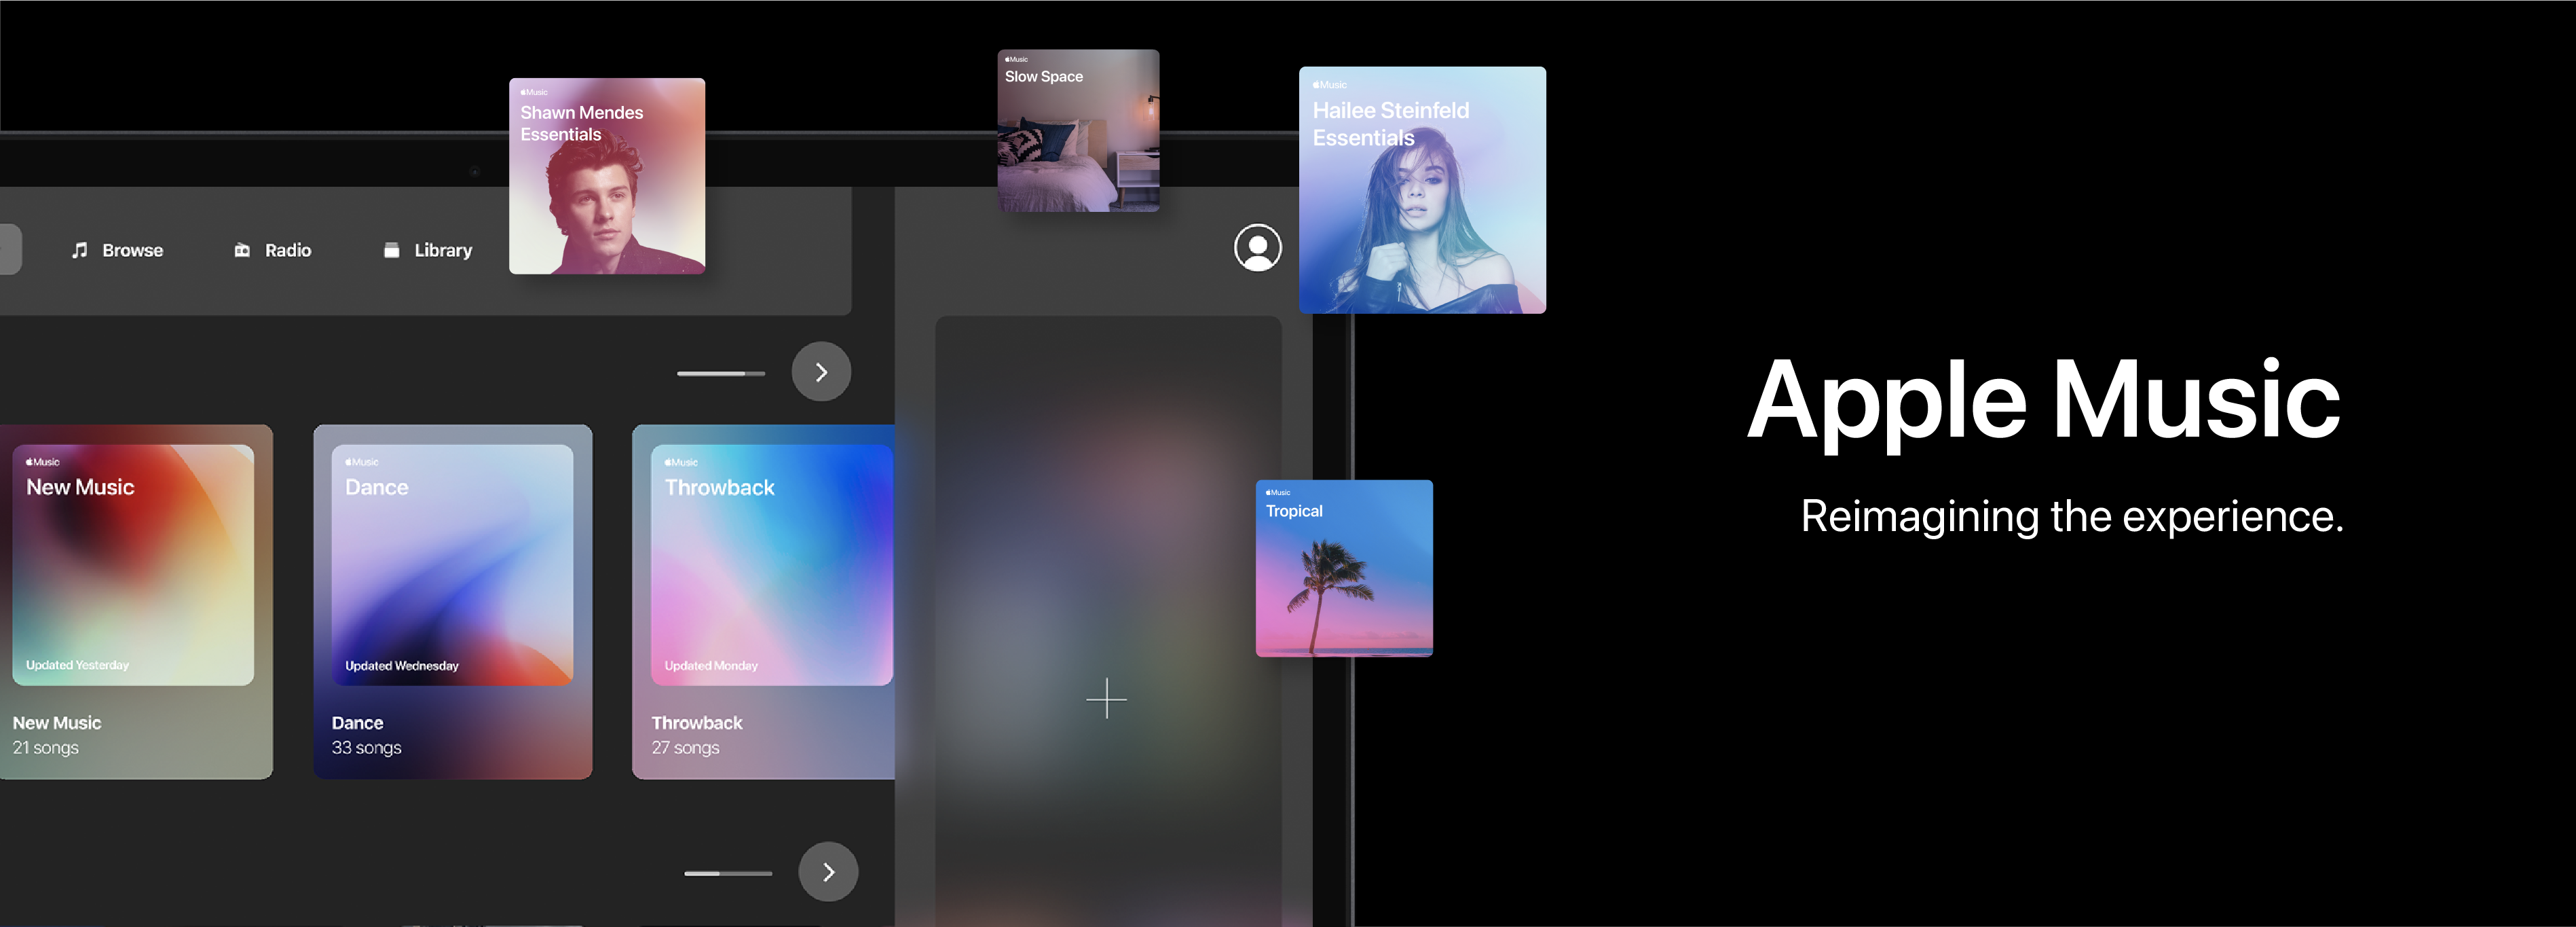 Music
Slow Space
Music
Shawn Mendes
Essentials
Music
Hailee Steinfeld
Essentials
Browse
Radio
Library
Apple Music
Reimagining the experience.
Music
New Music
Updated Yesterday
New Music
21 songs
Music
Dance
Updated Wednesday
Dance
33 songs
Music
Throwback
Updated Monday
Throwback
27 songs
Music
Tropical